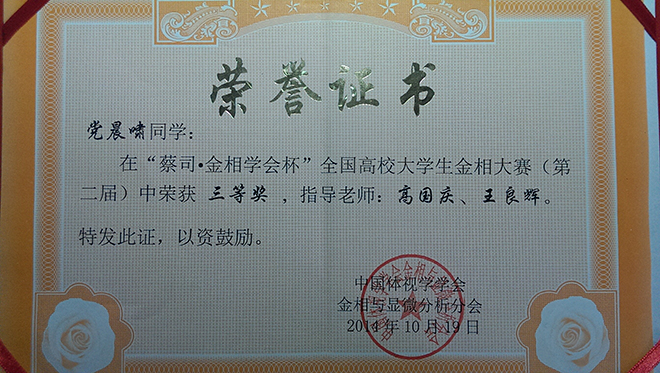 荣誉证书
党晨啸同学：
在“蔡司•金相学会杯”全国高校大学生金相大赛（第
二届）中荣获 三等奖 ，指导老师：高国庆、王良辉。
特发此证，以资鼓励。
中国体视学学会
金相与显微分析分会
2014年10月19日